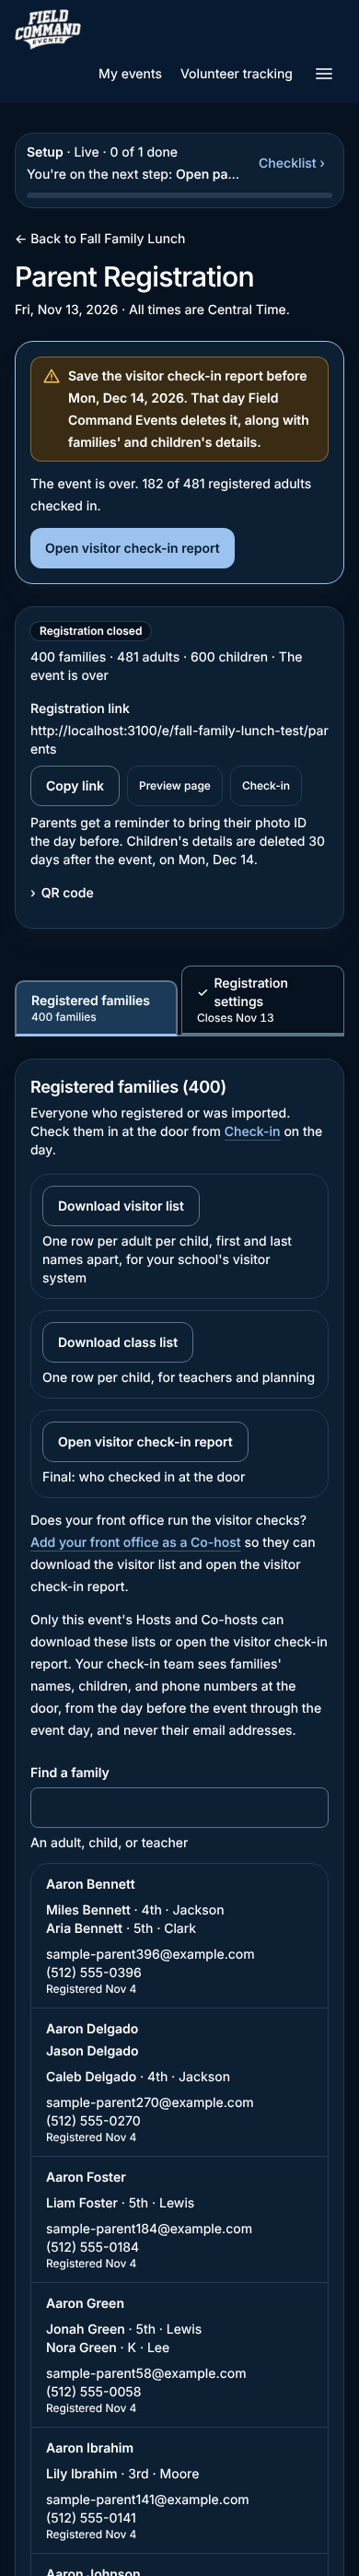 FIELD
COMMAND
EVENTS
My events
Volunteer tracking
Setup · Live · 0 of 1 done
You're on the next step: Open pa...
Checklist ›
← Back to Fall Family Lunch
Parent Registration
Fri, Nov 13, 2026 · All times are Central Time.
Save the visitor check-in report before
Mon, Dec 14, 2026. That day Field
Command Events deletes it, along with
families' and children's details.
The event is over. 182 of 481 registered adults
checked in.
Open visitor check-in report
Registration closed
400 families · 481 adults · 600 children · The
event is over
Registration link
http://localhost:3100/e/fall-family-lunch-test/par
ents
Copy link
Preview page
Check-in
Parents get a reminder to bring their photo ID
the day before. Children's details are deleted 30
days after the event, on Mon, Dec 14.
› QR code
Registered families
400 families
✓ Registration
settings
Closes Nov 13
Registered families (400)
Everyone who registered or was imported.
Check them in at the door from Check-in on the
day.
Download visitor list
One row per adult per child, first and last
names apart, for your school's visitor
system
Download class list
One row per child, for teachers and planning
Open visitor check-in report
Final: who checked in at the door
Does your front office run the visitor checks?
Add your front office as a Co-host so they can
download the visitor list and open the visitor
check-in report.
Only this event's Hosts and Co-hosts can
download these lists or open the visitor check-in
report. Your check-in team sees families'
names, children, and phone numbers at the
door, from the day before the event through the
event day, and never their email addresses.
Find a family
An adult, child, or teacher
Aaron Bennett
Miles Bennett · 4th · Jackson
Aria Bennett · 5th · Clark
sample-parent396@example.com
(512) 555-0396
Registered Nov 4
Aaron Delgado
Jason Delgado
Caleb Delgado · 4th · Jackson
sample-parent270@example.com
(512) 555-0270
Registered Nov 4
Aaron Foster
Liam Foster · 5th · Lewis
sample-parent184@example.com
(512) 555-0184
Registered Nov 4
Aaron Green
Jonah Green · 5th · Lewis
Nora Green · K · Lee
sample-parent58@example.com
(512) 555-0058
Registered Nov 4
Aaron Ibrahim
Lily Ibrahim · 3rd · Moore
sample-parent141@example.com
(512) 555-0141
Registered Nov 4
Aaron Johnson